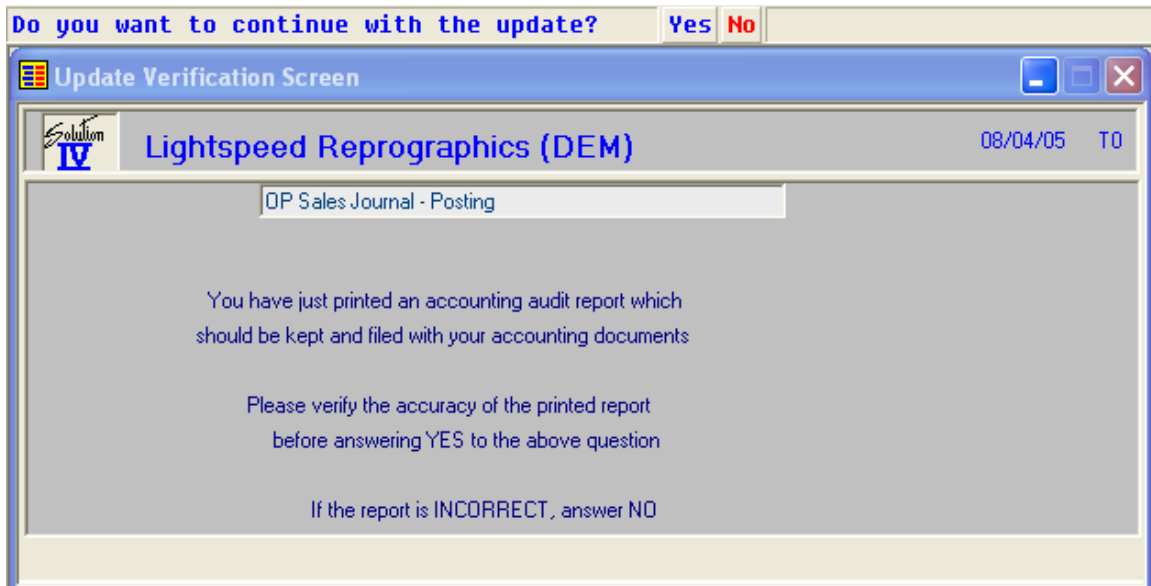 Do you want to continue with the update? Yes No
Update Verification Screen
Solution IV
Lightspeed Reprographics (DEM) 08/04/05 T0
OP Sales Journal - Posting
You have just printed an accounting audit report which
should be kept and filed with your accounting documents
Please verify the accuracy of the printed report
before answering YES to the above question
If the report is INCORRECT, answer NO